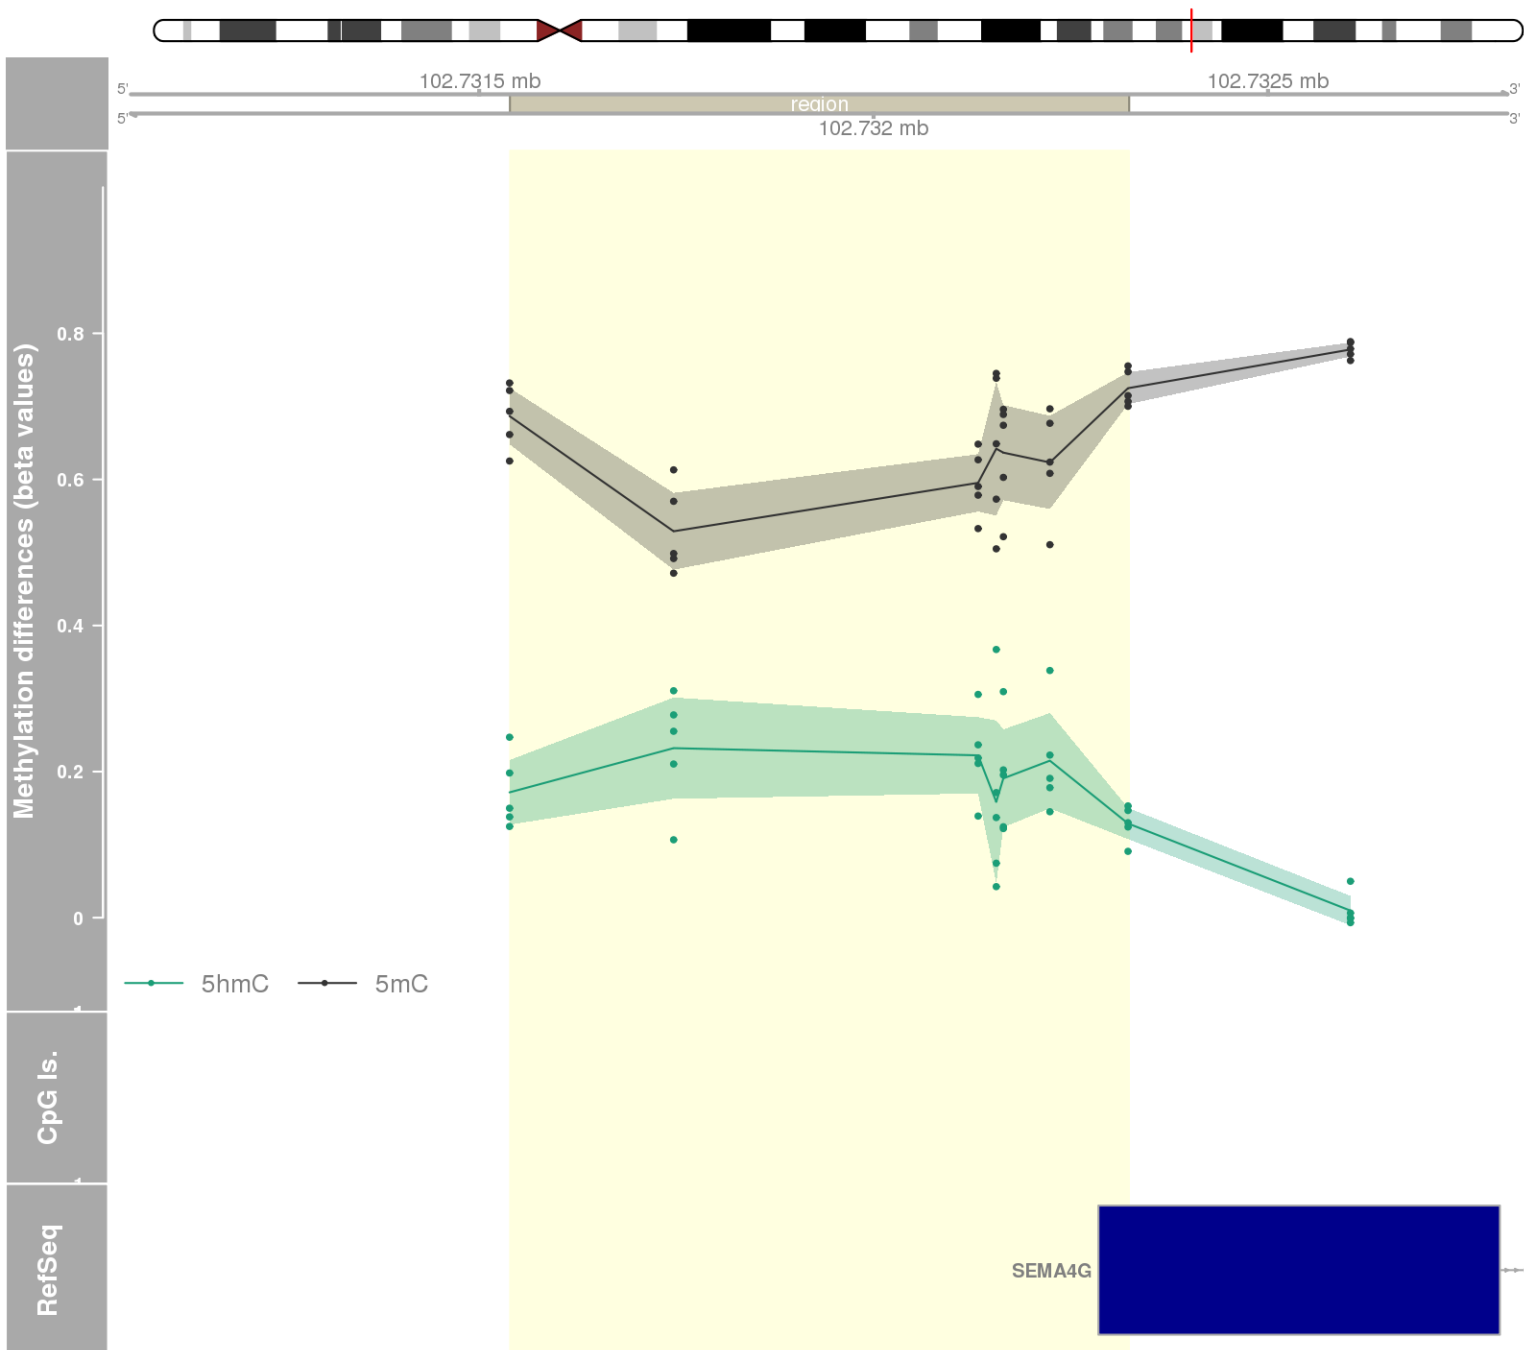 102.7315 mb
102.7325 mb
5'
3'
region
5'
3'
102.732 mb
Methylation differences (beta values)
0.8
0.6
0.4
0.2
0
5hmC
5mC
CpG Is.
RefSeq
SEMA4G